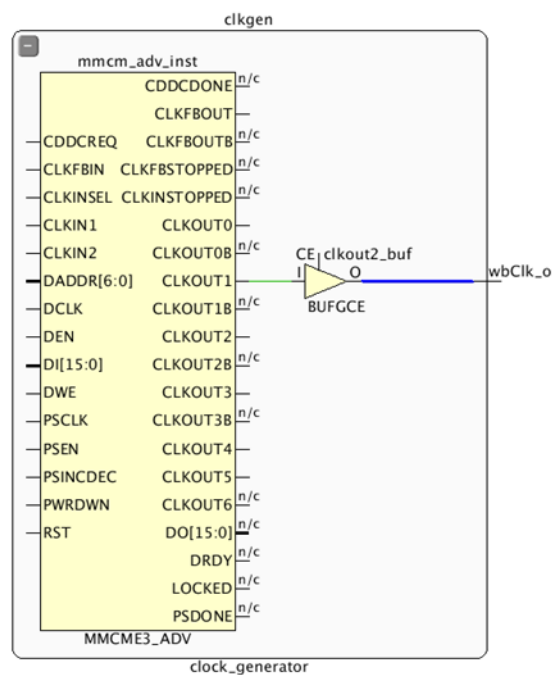 clkgen
mmcm_adv_inst
CDDCDONE n/c
CLKFBOUT
CDDCREQ CLKFBOUTB n/c
CLKFBIN CLKFBSTOPPED n/c
CLKINSEL CLKINSTOPPED n/c
CLKIN1 CLKOUT0
CLKIN2 CLKOUT0B n/c
CE clkout2_buf
DADDR[6:0] CLKOUT1 I O wbClk_o
DCLK CLKOUT1B n/c BUFGCE
DEN CLKOUT2
DI[15:0] CLKOUT2B n/c
DWE CLKOUT3
PSCLK CLKOUT3B n/c
PSEN CLKOUT4
PSINCDEC CLKOUT5
PWRDWN CLKOUT6 n/c
RST DO[15:0] n/c
DRDY n/c
LOCKED n/c
PSDONE n/c
MMCME3_ADV
clock_generator